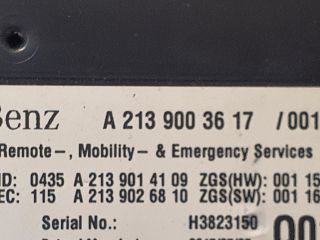 Benz A 213 900 36 17 /001
Remote–, Mobility– & Emergency Services
ID: 0435 A 213 901 41 09 ZGS(HW): 001 15
EC: 115 A 213 902 68 10 ZGS(SW): 001 16
Serial No.: H3823150